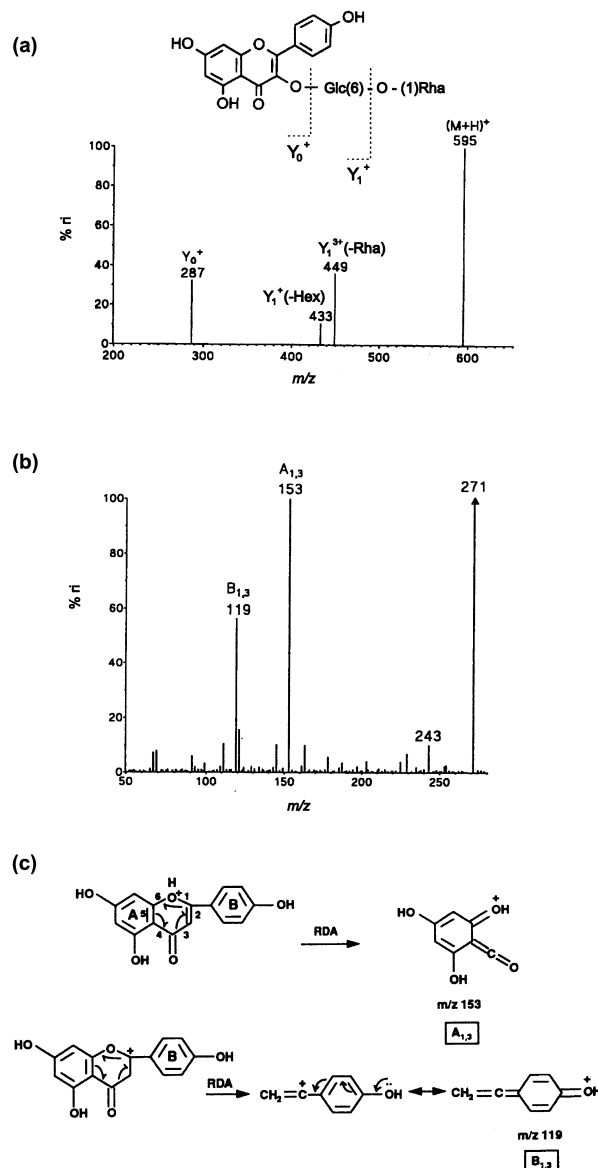 (a)
OH
HO
O
O
Glc(6) - O - (1)Rha
OH
O
Y₀⁺
Y₁⁺
(M+H)⁺
595
100
80
% ri
60
40
20
0
Y₀⁺
287
Y₁⁺(-Hex)
433
Y₁³⁺(-Rha)
449
200
300
400
500
600
m/z
(b)
A₁,₃
153
271
100
80
% ri
60
40
20
0
B₁,₃
119
243
50
100
150
200
250
m/z
(c)
H
HO
6
O⁺
1
A
5
2
B
OH
4
3
OH
O
RDA
HO
OH
+
C
O
OH
m/z 153
A₁,₃
HO
O
+
B
OH
OH
O
RDA
CH₂=C
+
OH
CH₂=C
+
OH
m/z 119
B₁,₃